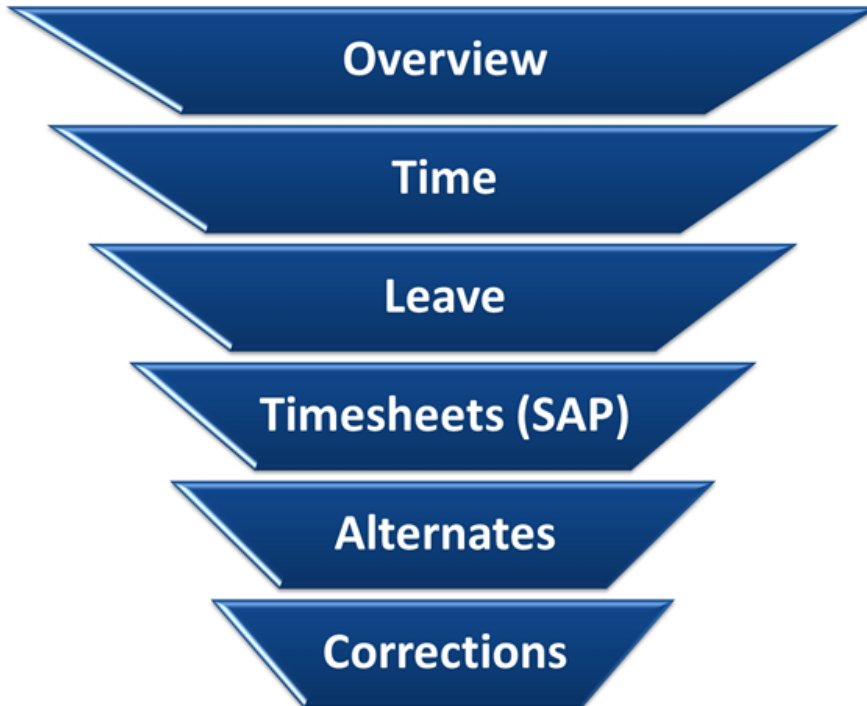 Overview
Time
Leave
Timesheets (SAP)
Alternates
Corrections